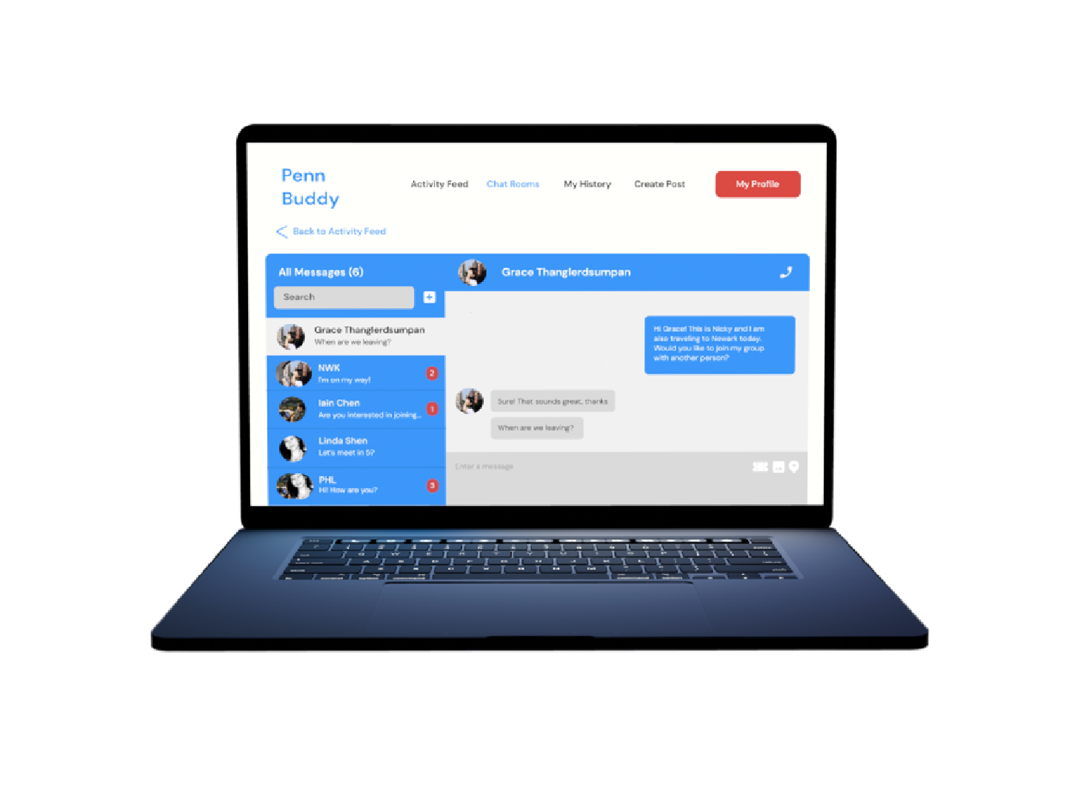 Penn
Buddy
Activity Feed
Chat Rooms
My History
Create Post
My Profile
Back to Activity Feed
All Messages (6)
Search
Grace Thanglerdsumpan
When are we leaving?
NWK
I'm on my way!
2
Iain Chen
Are you interested in joining...
1
Linda Shen
Let's meet in 5?
PHL
Hi! How are you?
3
Grace Thanglerdsumpan
Hi Grace! This is Nicky and I am
also traveling to Newark today.
Would you like to join my group
with another person?
Sure! That sounds great, thanks
When are we leaving?
Enter a message